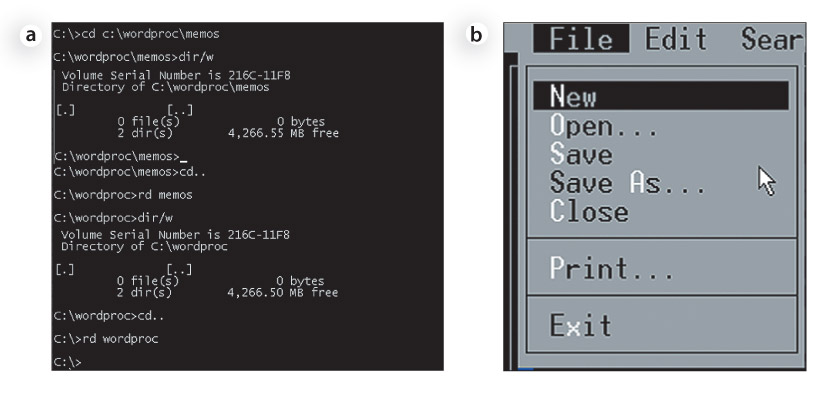 a
C:\>cd c:\wordproc\memos
C:\wordproc\memos>dir/w
Volume Serial Number is 216C-11F8
Directory of C:\wordproc\memos
[.] [..]
0 file(s) 0 bytes
2 dir(s) 4,266.55 MB free
C:\wordproc\memos>_
C:\wordproc\memos>cd..
C:\wordproc>rd memos
C:\wordproc>dir/w
Volume Serial Number is 216C-11F8
Directory of C:\wordproc
[.] [..]
0 file(s) 0 bytes
2 dir(s) 4,266.50 MB free
C:\wordproc>cd..
C:\>rd wordproc
C:\>
b
File Edit Sear
New
Open...
Save
Save As...
Close
Print...
Exit